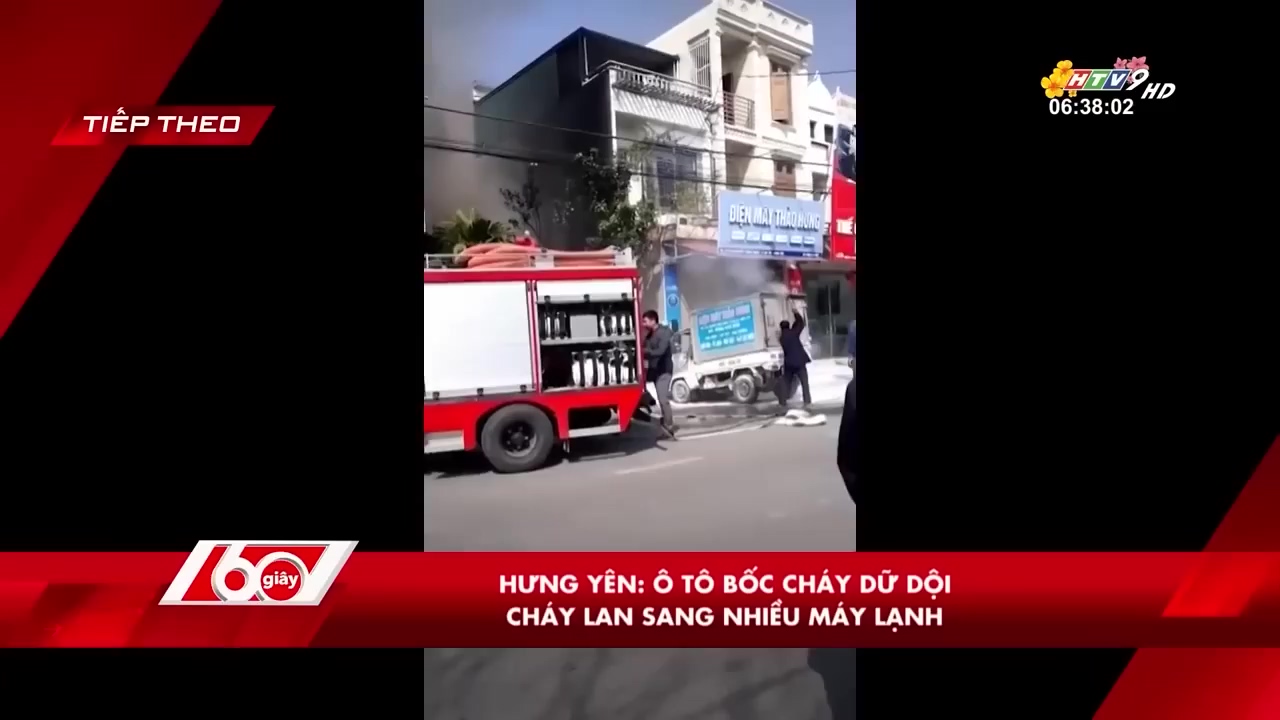 TIẾP THEO
HTV9 HD
06:38:02
ĐIỆN MÁY THẢO HƯNG
60 giây
HƯNG YÊN: Ô TÔ BỐC CHÁY DỮ DỘI
CHÁY LAN SANG NHIỀU MÁY LẠNH